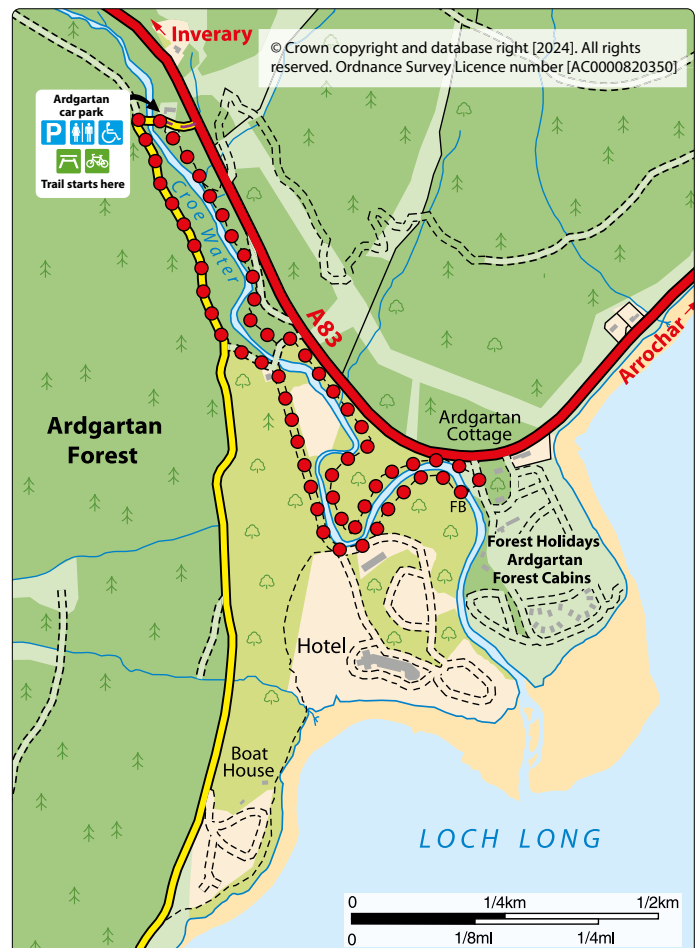 Inverary
© Crown copyright and database right [2024]. All rights
reserved. Ordnance Survey Licence number [AC0000820350]
Ardgartan
car park
P
Trail starts here
Croe Water
A83
Arrochar
Ardgartan
Cottage
Ardgartan
Forest
FB
Forest Holidays
Ardgartan
Forest Cabins
Hotel
Boat
House
LOCH LONG
0 1/4km 1/2km
0 1/8ml 1/4ml